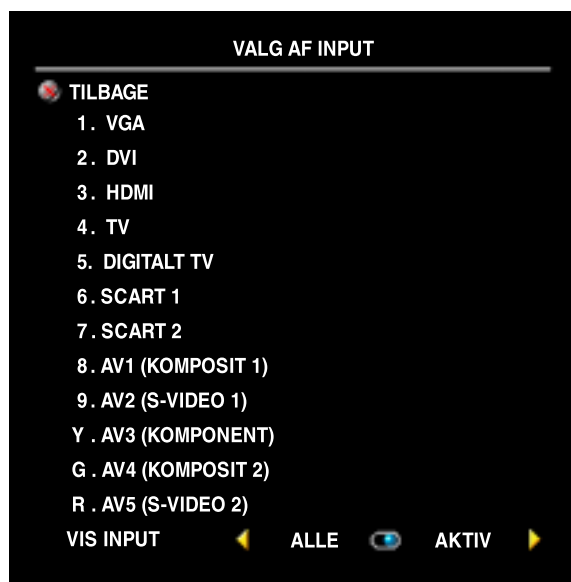 VALG AF INPUT
TILBAGE
1. VGA
2. DVI
3. HDMI
4. TV
5. DIGITALT TV
6. SCART 1
7. SCART 2
8. AV1 (KOMPOSIT 1)
9. AV2 (S-VIDEO 1)
Y. AV3 (KOMPONENT)
G. AV4 (KOMPOSIT 2)
R. AV5 (S-VIDEO 2)
VIS INPUT ALLE AKTIV